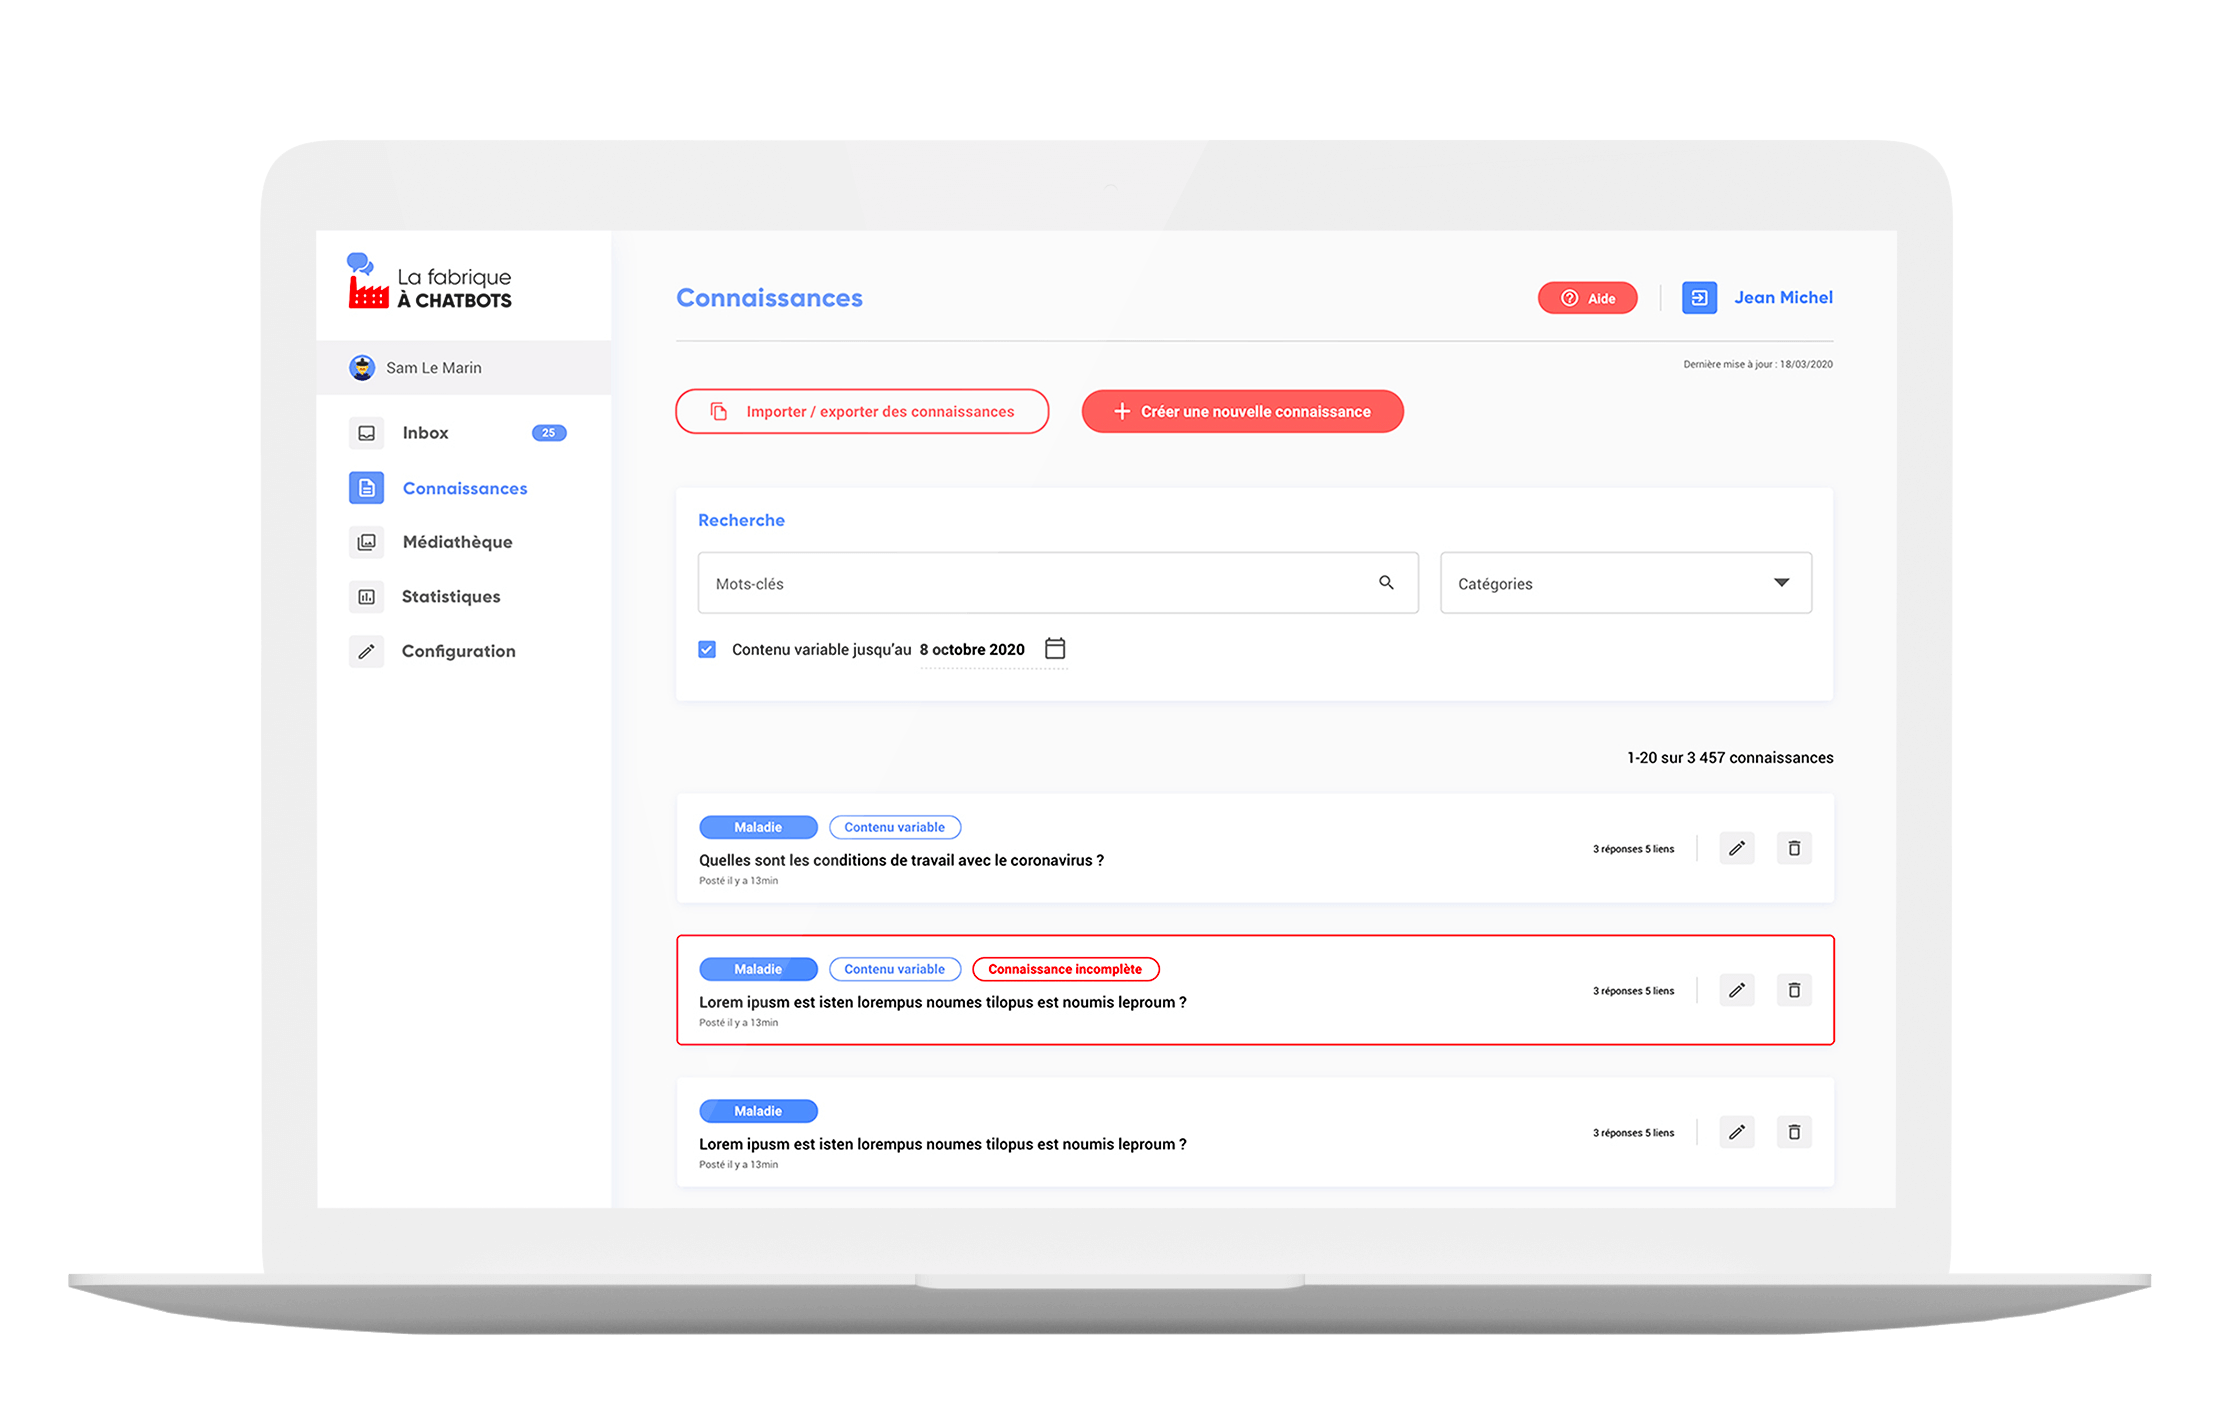 La fabrique
À CHATBOTS
Sam Le Marin
Inbox 25
Connaissances
Médiathèque
Statistiques
Configuration
Connaissances
Aide
Jean Michel
Dernière mise à jour : 18/03/2020
Importer / exporter des connaissances
Créer une nouvelle connaissance
Recherche
Mots-clés
Catégories
Contenu variable jusqu'au 8 octobre 2020
1-20 sur 3 457 connaissances
Maladie Contenu variable
Quelles sont les conditions de travail avec le coronavirus ?
Posté il y a 13min
3 réponses 5 liens
Maladie Contenu variable Connaissance incomplète
Lorem ipusm est isten lorempus noumes tilopus est noumis leproum ?
Posté il y a 13min
3 réponses 5 liens
Maladie
Lorem ipusm est isten lorempus noumes tilopus est noumis leproum ?
Posté il y a 13min
3 réponses 5 liens